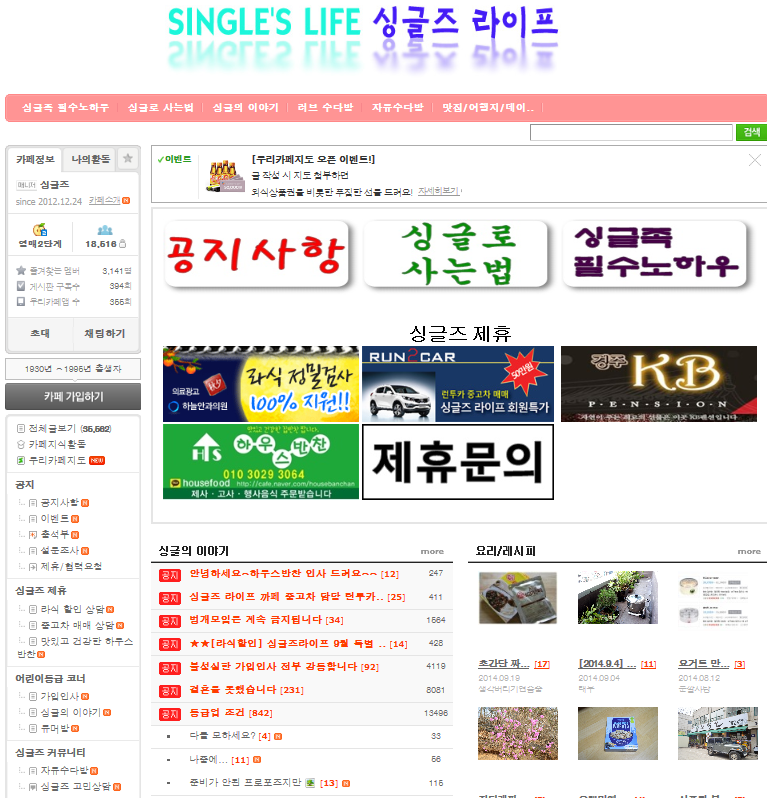 SINGLE'S LIFE 싱글즈 라이프
싱글족 필수노하우 싱글로 사는법 싱글의 이야기 러브 수다방 자유수다방 맛집/여행지/데이..
검색
카페정보 나의활동
매니저 싱글즈
since 2012.12.24 카페소개
열매2단계 18,516
즐겨찾는 멤버 3,141명
게시판 구독수 394회
우리카페앱 수 355회
초대 채팅하기
1930년 ~1995년 출생자
카페 가입하기
전체글보기 (35,562)
카페지식활동
우리카페지도 NEW
공지
공지사항
이벤트
출석부
설문조사
제휴/협력요청
싱글즈 제휴
라식 할인 상담
중고차 매매 상담
맛있고 건강한 하우스
반찬
어린이등급 코너
가입인사
싱글의 이야기
유머방
싱글즈 커뮤니티
자유수다방
싱글즈 고민상담
이벤트
[우리카페지도 오픈 이벤트!]
글 작성 시 지도 첨부하면
외식상품권을 비롯한 푸짐한 선물 드려요! 자세히보기
공지사항
싱글로
사는법
싱글족
필수노하우
싱글즈 제휴
라식 정밀검사
의료광고
하늘안과의원
100% 지원!!
RUN2CAR
50만원
런투카 중고차 매매
싱글즈 라이프 회원특가
경주 KB
P·E·N·S·I·O·N
맛있고 건강한 집반찬 입니다.
H's 하우스반찬
010 3029 3064
housefood http://cafe.naver.com/househanchan
제사·고사·행사음식 주문받습니다
제휴문의
싱글의 이야기 more
공지 안녕하세요~하우스반찬 인사 드려요~~ [12] 247
공지 싱글즈 라이프 까페 중고차 담당 런투카.. [25] 411
공지 번개모임은 계속 금지됩니다 [34] 1664
공지 ★★[라식할인] 싱글즈라이프 9월 특별 .. [14] 428
공지 불성실한 가입인사 전부 강등합니다 [92] 4119
공지 결혼을 못했습니다 [231] 8081
공지 등급업 조건 [842] 13496
다들 모하세요? [4] 33
나중에... [11] 66
준비가 안된 프로포즈지만 [13] 115
요리/레시피 more
초간단 짜... [17]
2014.09.19
생각버리기연습중
[2014.9.4] ... [11]
2014.09.04
태우
요거트 만... [3]
2014.08.12